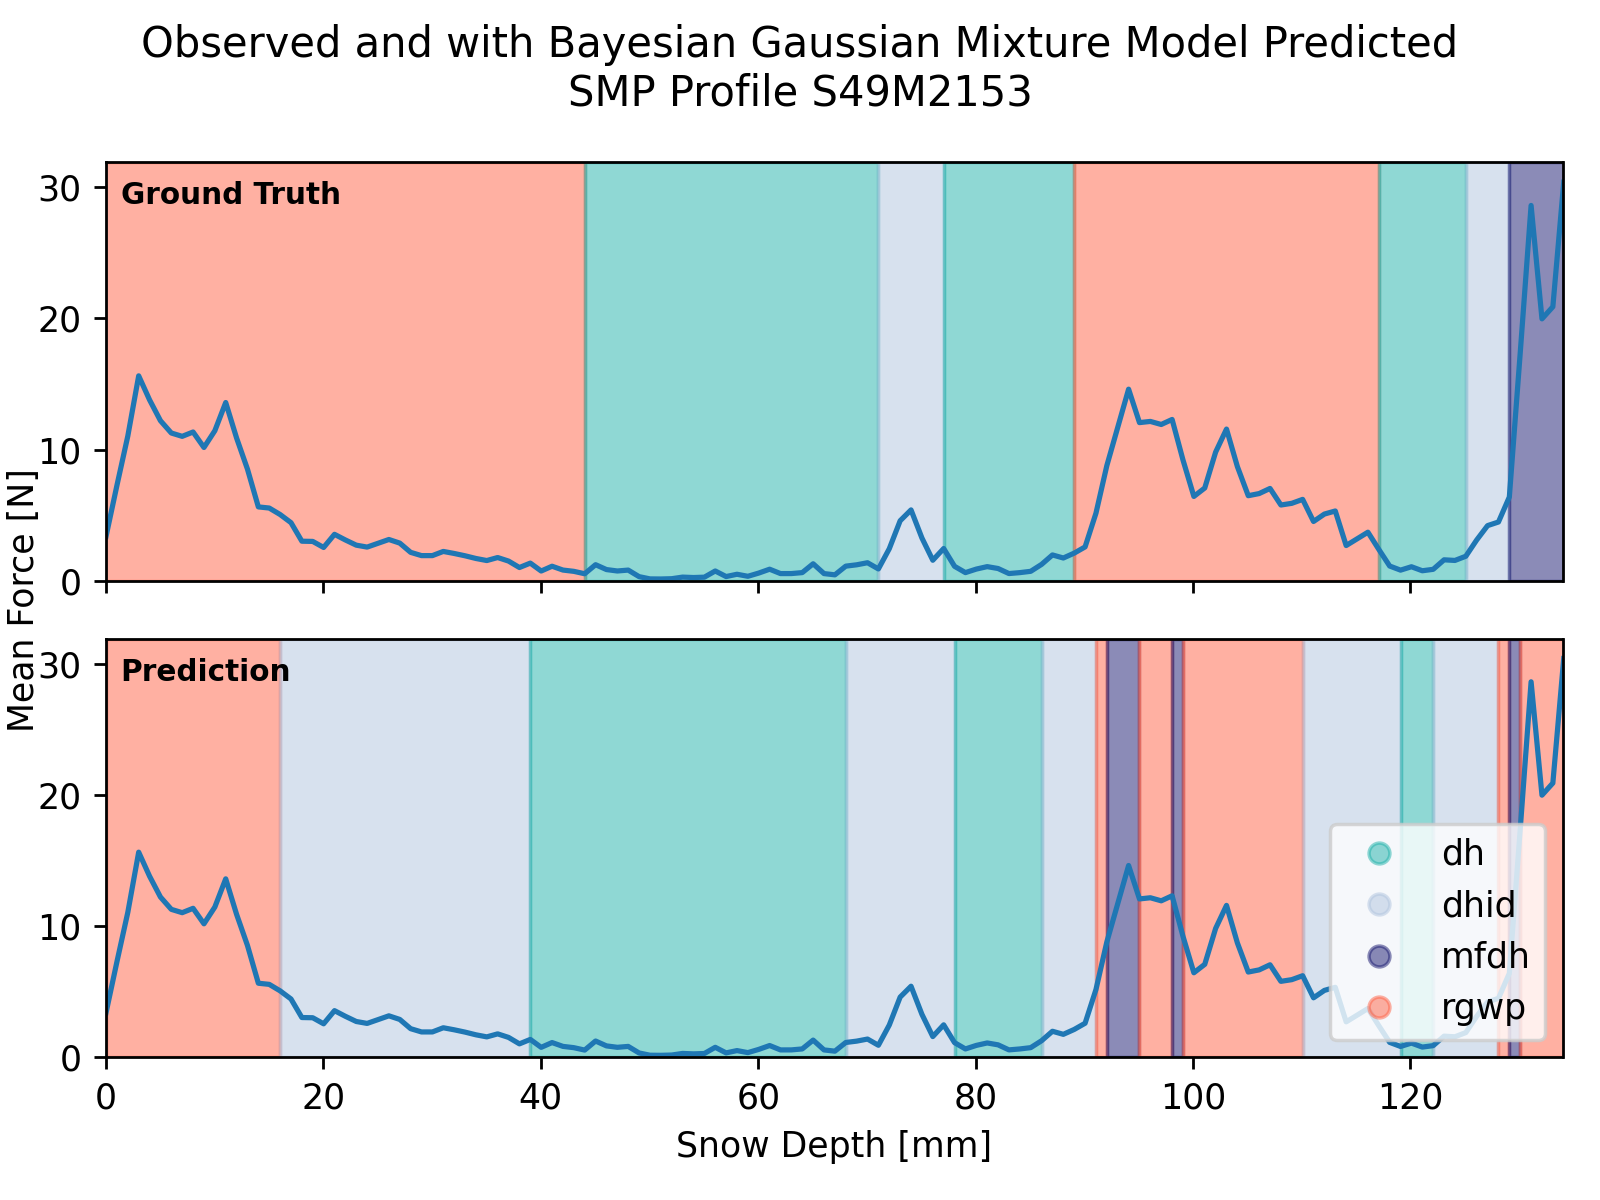 Observed and with Bayesian Gaussian Mixture Model Predicted
SMP Profile S49M2153
Ground Truth
30
20
10
0
Mean Force [N]
Prediction
30
20
10
0
dh
dhid
mfdh
rgwp
0 20 40 60 80 100 120
Snow Depth [mm]